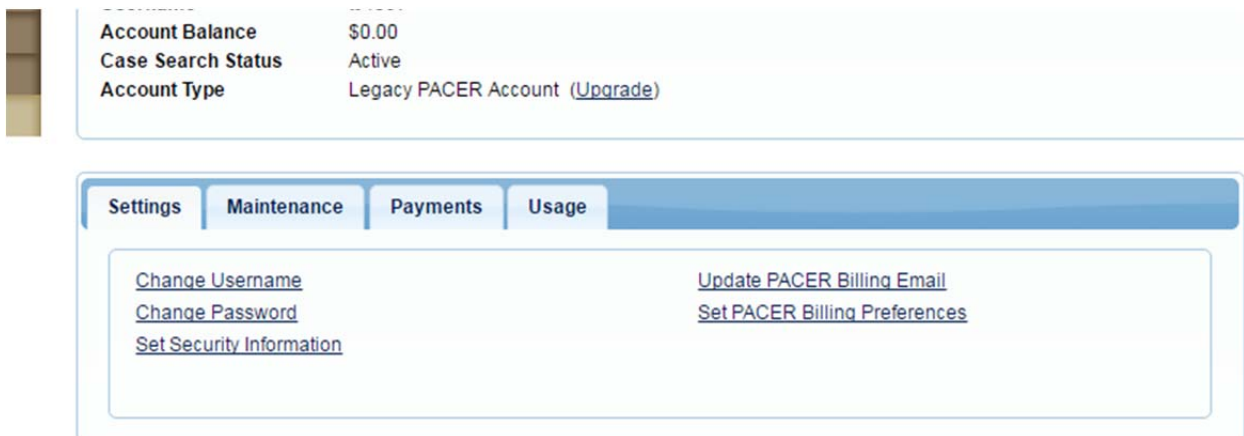 Account Balance $0.00
Case Search Status Active
Account Type Legacy PACER Account (Upgrade)
Settings Maintenance Payments Usage
Change Username Update PACER Billing Email
Change Password Set PACER Billing Preferences
Set Security Information